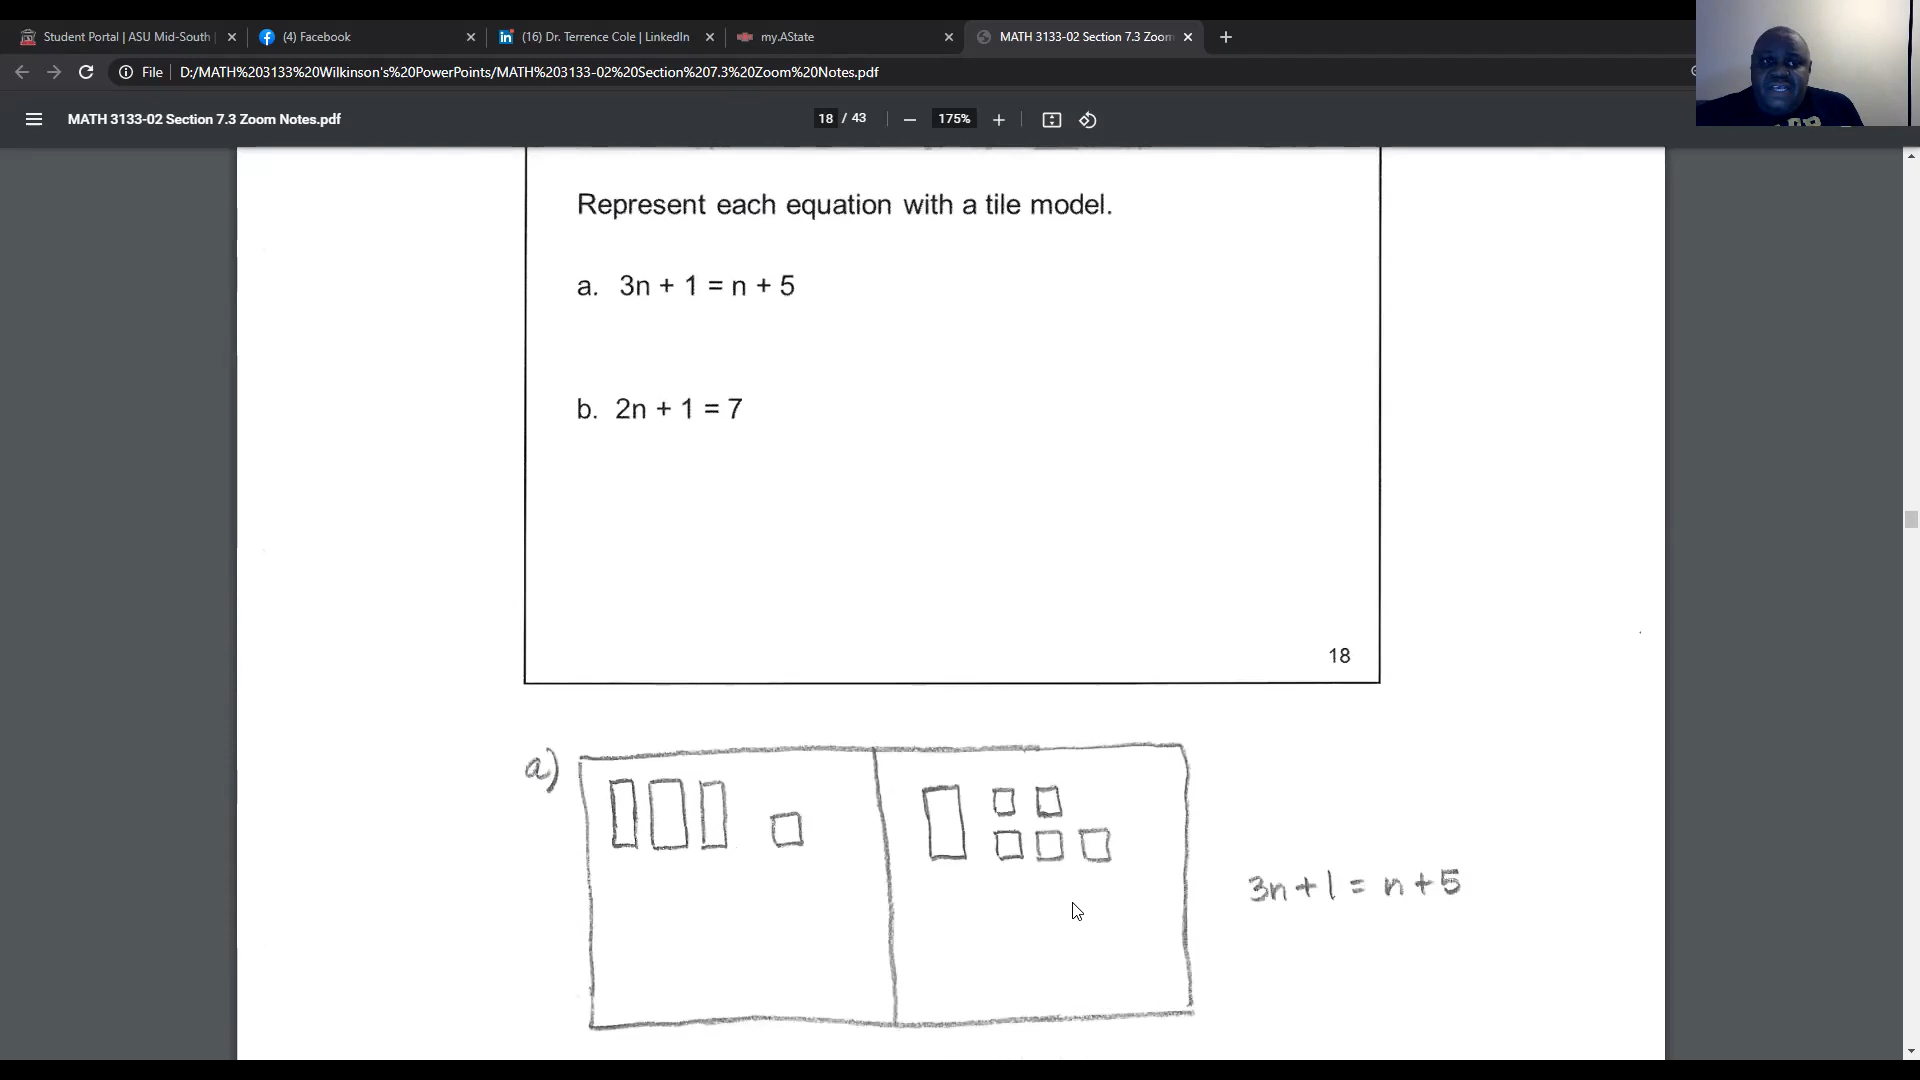 Student Portal | ASU Mid-South
(4) Facebook
(16) Dr. Terrence Cole | LinkedIn
my.AState
MATH 3133-02 Section 7.3 Zoom
File
D:/MATH%203133%20Wilkinson's%20PowerPoints/MATH%203133-02%20Section%207.3%20Zoom%20Notes.pdf
MATH 3133-02 Section 7.3 Zoom Notes.pdf
18 / 43
175%
Represent each equation with a tile model.
a. 3n + 1 = n + 5
b. 2n + 1 = 7
18
a)
3n + 1 = n + 5